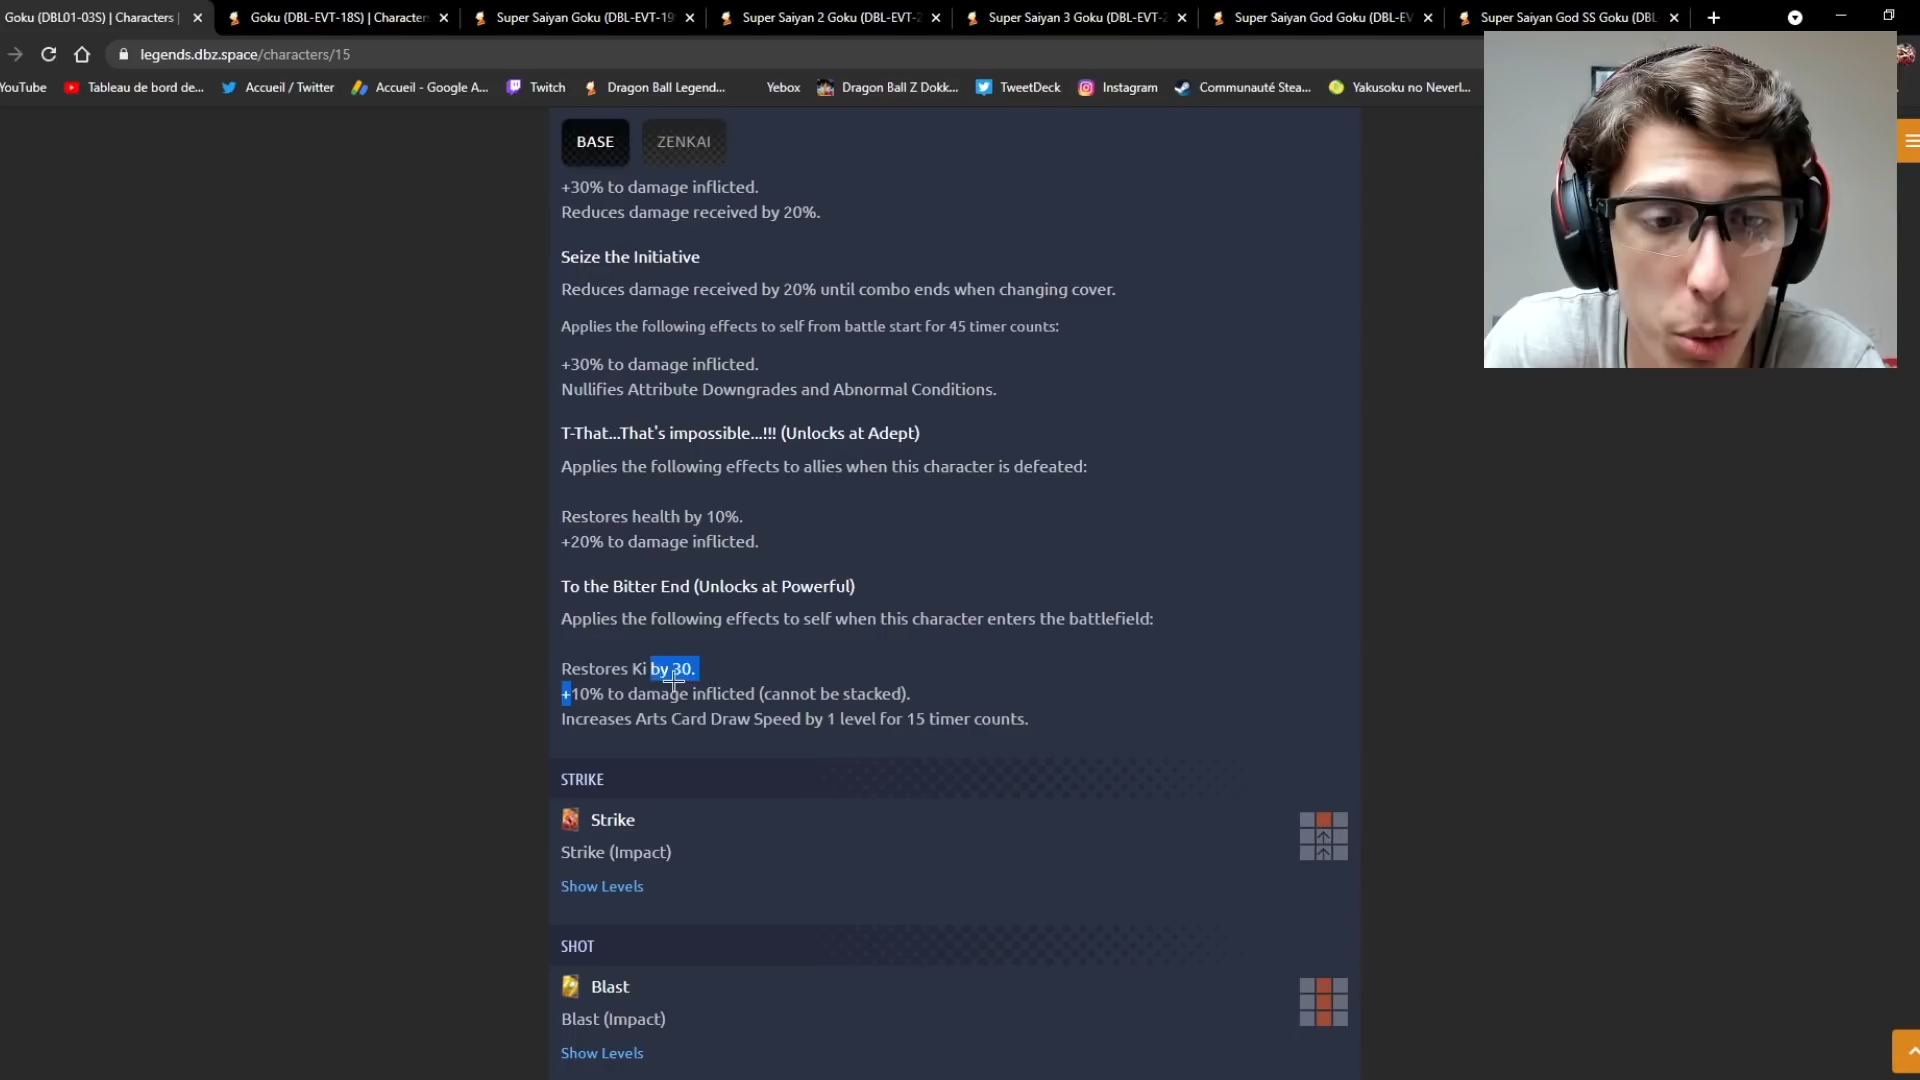 Goku (DBL01-03S) | Characters |
Goku (DBL-EVT-18S) | Character
Super Saiyan Goku (DBL-EVT-19
Super Saiyan 2 Goku (DBL-EVT-2
Super Saiyan 3 Goku (DBL-EVT-2
Super Saiyan God Goku (DBL-EV
Super Saiyan God SS Goku (DBL
legends.dbz.space/characters/15
YouTube
Tableau de bord de...
Accueil / Twitter
Accueil - Google A...
Twitch
Dragon Ball Legend...
Yebox
Dragon Ball Z Dokk...
TweetDeck
Instagram
Communauté Stea...
Yakusoku no Neverl...
BASE
ZENKAI
+30% to damage inflicted.
Reduces damage received by 20%.
Seize the Initiative
Reduces damage received by 20% until combo ends when changing cover.
Applies the following effects to self from battle start for 45 timer counts:
+30% to damage inflicted.
Nullifies Attribute Downgrades and Abnormal Conditions.
T-That...That's impossible...!!! (Unlocks at Adept)
Applies the following effects to allies when this character is defeated:
Restores health by 10%.
+20% to damage inflicted.
To the Bitter End (Unlocks at Powerful)
Applies the following effects to self when this character enters the battlefield:
Restores Ki by 30.
+10% to damage inflicted (cannot be stacked).
Increases Arts Card Draw Speed by 1 level for 15 timer counts.
STRIKE
Strike
Strike (Impact)
Show Levels
SHOT
Blast
Blast (Impact)
Show Levels